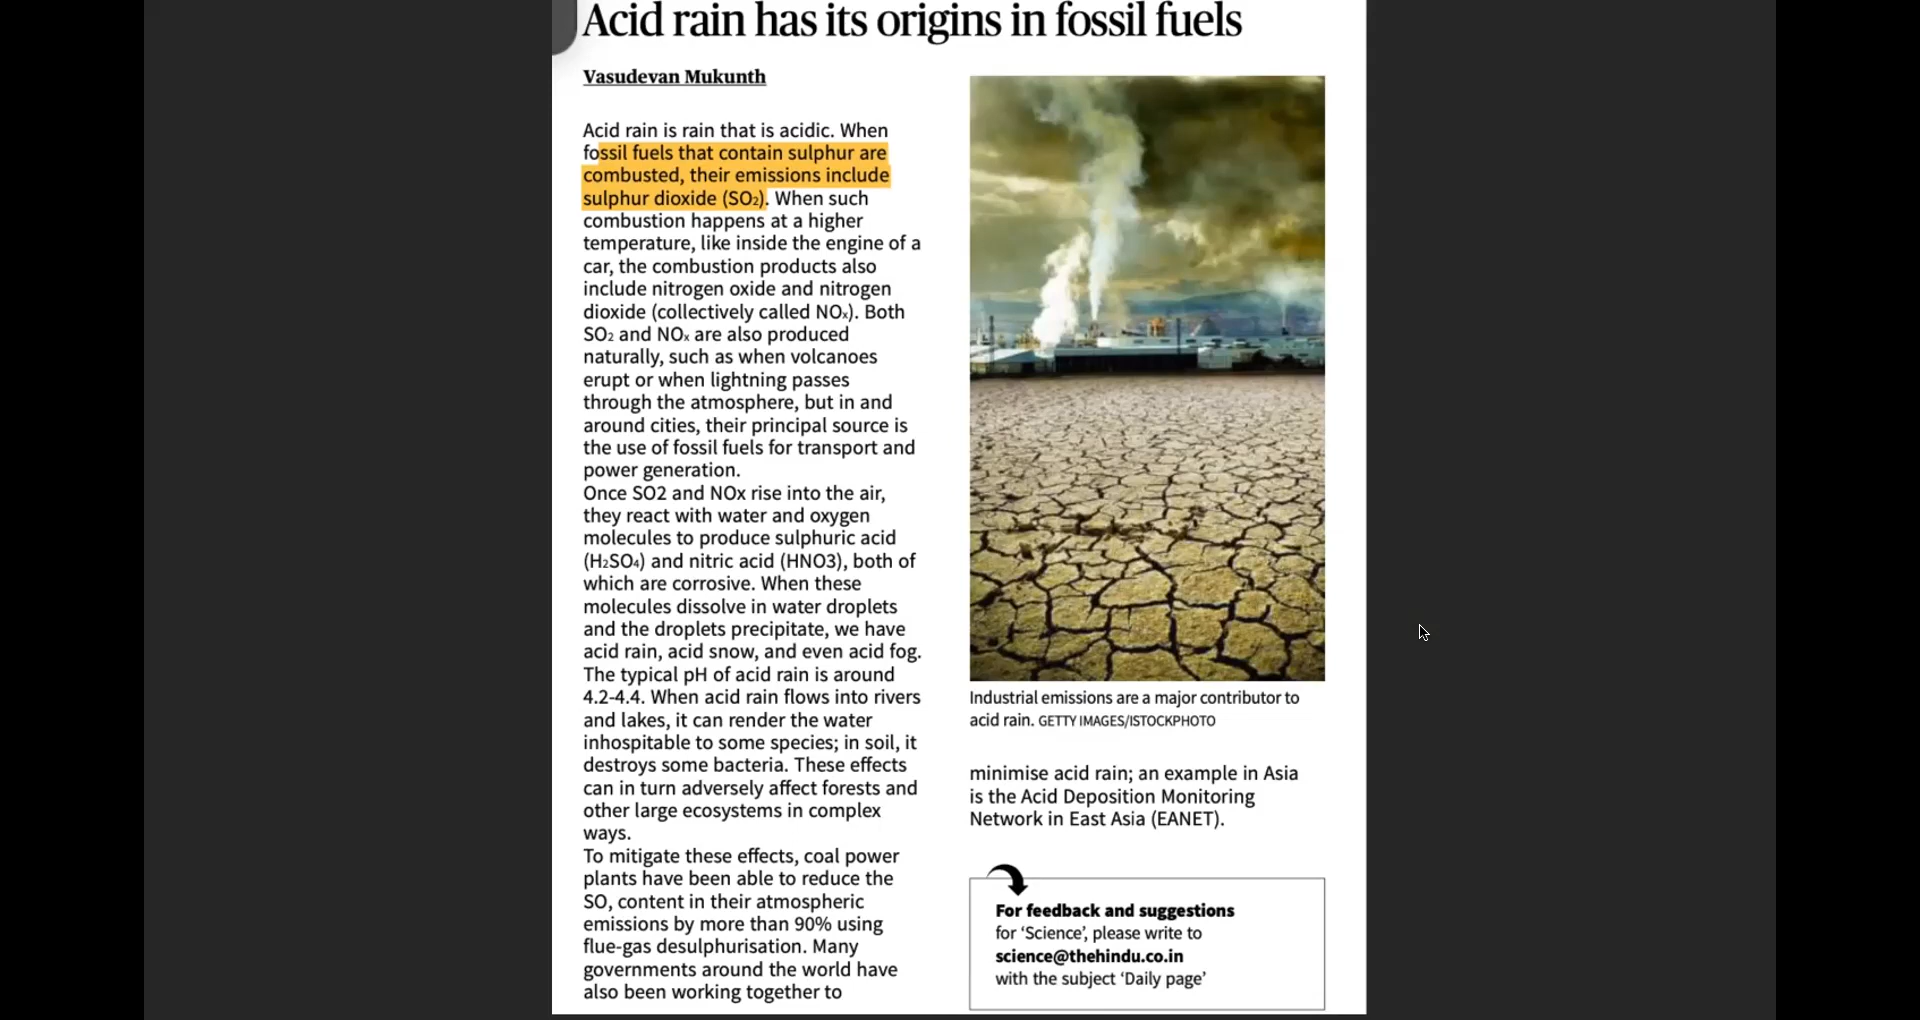 Acid rain has its origins in fossil fuels
Vasudevan Mukunth
Acid rain is rain that is acidic. When
fossil fuels that contain sulphur are
combusted, their emissions include
sulphur dioxide (SO₂). When such
combustion happens at a higher
temperature, like inside the engine of a
car, the combustion products also
include nitrogen oxide and nitrogen
dioxide (collectively called NOₓ). Both
SO₂ and NOₓ are also produced
naturally, such as when volcanoes
erupt or when lightning passes
through the atmosphere, but in and
around cities, their principal source is
the use of fossil fuels for transport and
power generation.
Once SO2 and NOx rise into the air,
they react with water and oxygen
molecules to produce sulphuric acid
(H₂SO₄) and nitric acid (HNO3), both of
which are corrosive. When these
molecules dissolve in water droplets
and the droplets precipitate, we have
acid rain, acid snow, and even acid fog.
The typical pH of acid rain is around
4.2-4.4. When acid rain flows into rivers
and lakes, it can render the water
inhospitable to some species; in soil, it
destroys some bacteria. These effects
can in turn adversely affect forests and
other large ecosystems in complex
ways.
To mitigate these effects, coal power
plants have been able to reduce the
SO, content in their atmospheric
emissions by more than 90% using
flue-gas desulphurisation. Many
governments around the world have
also been working together to
Industrial emissions are a major contributor to
acid rain. GETTY IMAGES/ISTOCKPHOTO
minimise acid rain; an example in Asia
is the Acid Deposition Monitoring
Network in East Asia (EANET).
For feedback and suggestions
for ‘Science’, please write to
science@thehindu.co.in
with the subject ‘Daily page’